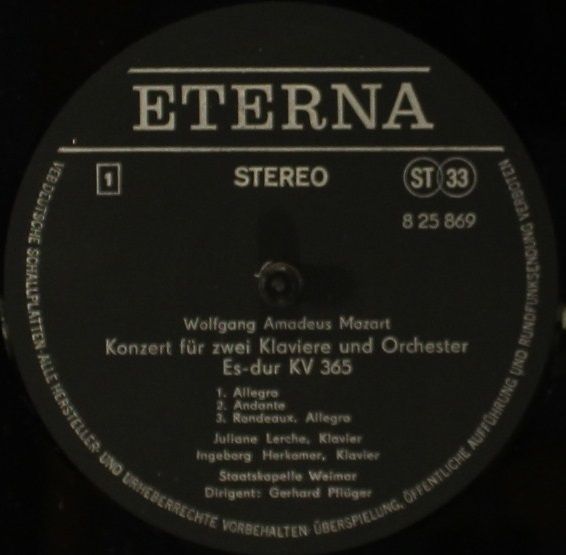 ETERNA
1
STEREO
ST 33
8 25 869
Wolfgang Amadeus Mozart
Konzert für zwei Klaviere und Orchester
Es-dur KV 365
1. Allegro
2. Andante
3. Rondeaux. Allegro
Juliane Lerche, Klavier
Ingeborg Herkomer, Klavier
Staatskapelle Weimar
Dirigent: Gerhard Pflüger
VEB DEUTSCHE SCHALLPLATTEN · ALLE HERSTELLER- UND URHEBERRECHTE VORBEHALTEN · ÜBERSPIELUNG, ÖFFENTLICHE AUFFÜHRUNG UND RUNDFUNKSENDUNG VERBOTEN